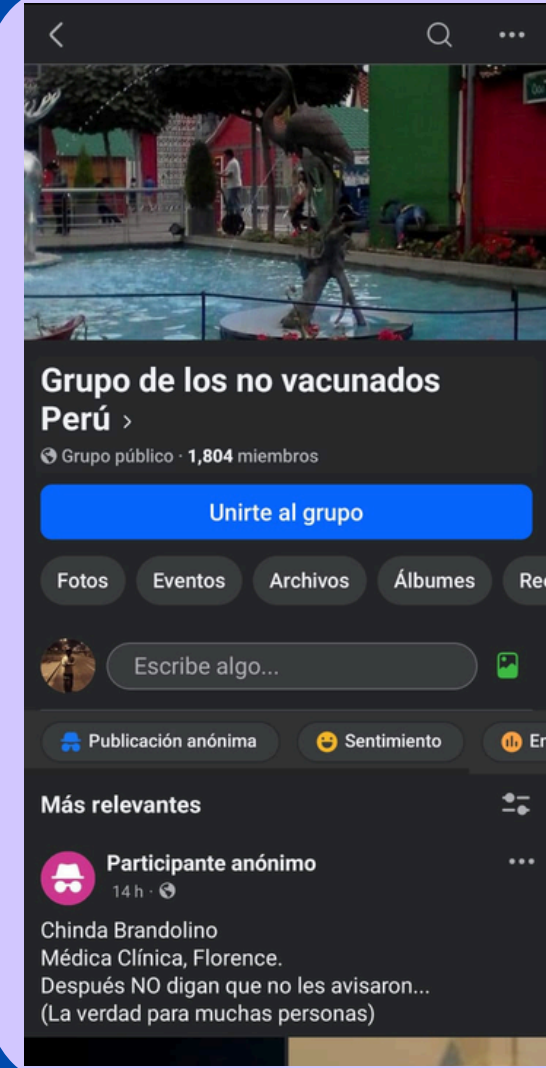 Grupo de los no vacunados
Perú >
Grupo público · 1,804 miembros
Unirte al grupo
Fotos
Eventos
Archivos
Álbumes
Escribe algo...
Publicación anónima
Sentimiento
Más relevantes
Participante anónimo
14 h ·
Chinda Brandolino
Médica Clínica, Florence.
Después NO digan que no les avisaron...
(La verdad para muchas personas)